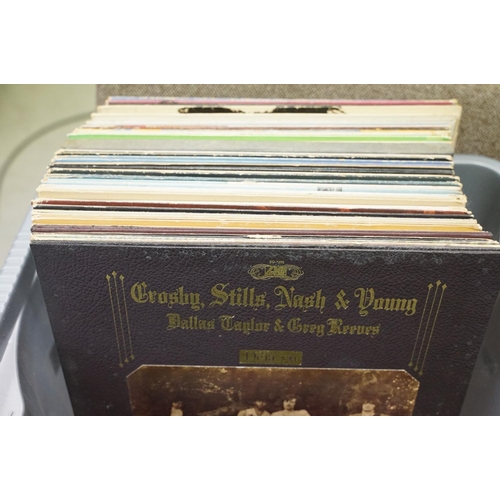 Crosby, Stills, Nash & Young
Dallas Taylor & Greg Reeves